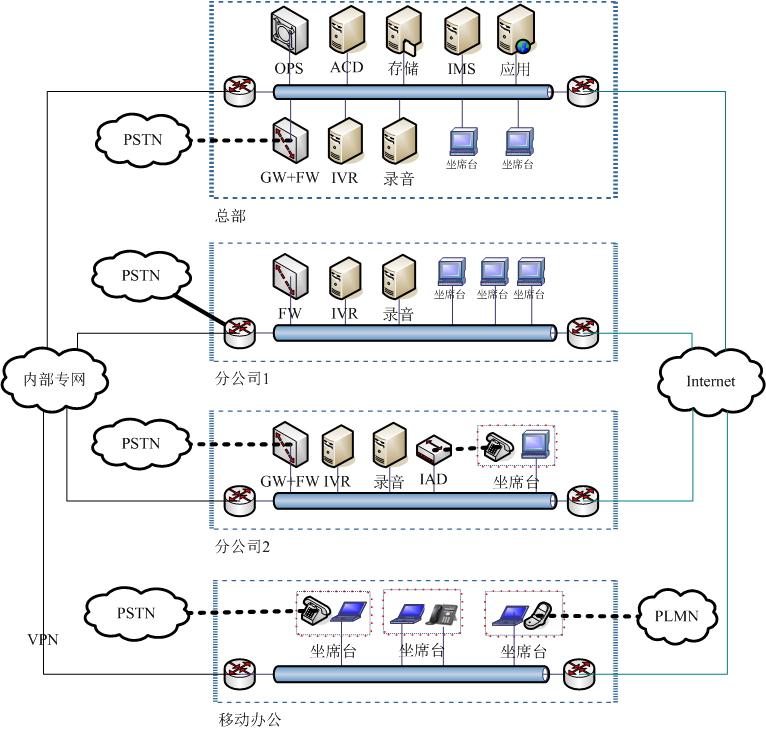 OPS ACD 存储 IMS 应用
PSTN
GW+FW IVR 录音 坐席台 坐席台
总部
PSTN
FW IVR 录音 坐席台 坐席台 坐席台
分公司1
内部专网
Internet
PSTN
GW+FW IVR 录音 IAD 坐席台
分公司2
PSTN
PLMN
VPN
坐席台 坐席台 坐席台
移动办公